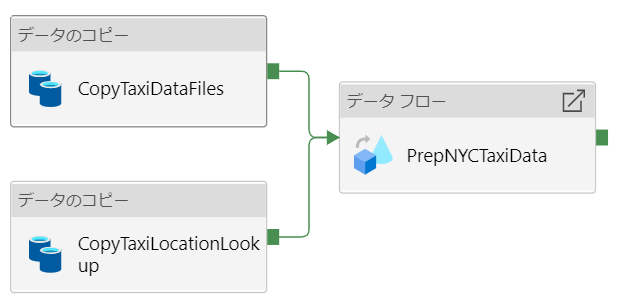 データのコピー
CopyTaxiDataFiles
データ フロー
PrepNYCTaxiData
データのコピー
CopyTaxiLocationLook
up